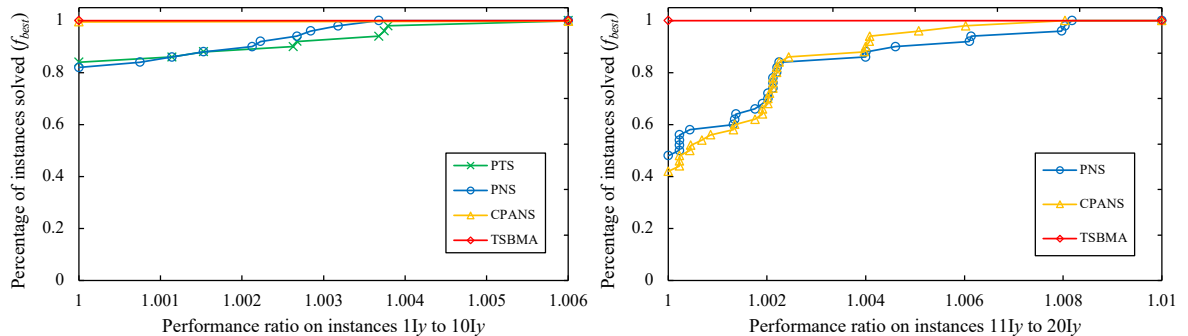 Percentage of instances solved (f_best)
1
0.8
0.6
0.4
0.2
0
1 1.001 1.002 1.003 1.004 1.005 1.006
Performance ratio on instances 1Iy to 10Iy
PTS
PNS
CPANS
TSBMA
Percentage of instances solved (f_best)
1
0.8
0.6
0.4
0.2
0
1 1.002 1.004 1.006 1.008 1.01
Performance ratio on instances 11Iy to 20Iy
PNS
CPANS
TSBMA